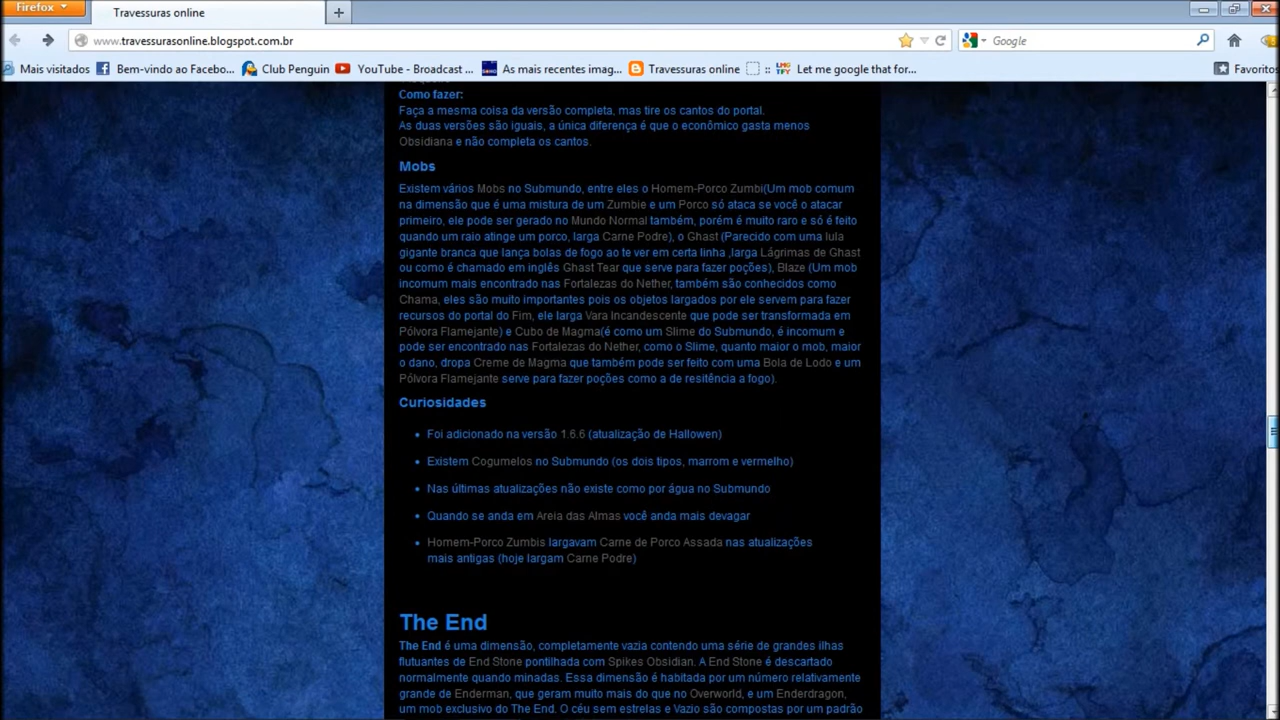 Firefox
Travessuras online
www.travessurasonline.blogspot.com.br
Google
Mais visitados
Bem-vindo ao Facebo...
Club Penguin
YouTube - Broadcast ...
As mais recentes imag...
Travessuras online
::
LMG TFY
Let me google that for...
Favoritos
Como fazer:
Faça a mesma coisa da versão completa, mas tire os cantos do portal.
As duas versões são iguais, a única diferença é que o econômico gasta menos
Obsidiana e não completa os cantos.
Mobs
Existem vários Mobs no Submundo, entre eles o Homem-Porco Zumbi(Um mob comum
na dimensão que é uma mistura de um Zumbie e um Porco só ataca se você o atacar
primeiro, ele pode ser gerado no Mundo Normal também, porém é muito raro e só é feito
quando um raio atinge um porco, larga Carne Podre), o Ghast (Parecido com uma lula
gigante branca que lança bolas de fogo ao te ver em certa linha ,larga Lágrimas de Ghast
ou como é chamado em inglês Ghast Tear que serve para fazer poções), Blaze (Um mob
incomum mais encontrado nas Fortalezas do Nether, também são conhecidos como
Chama, eles são muito importantes pois os objetos largados por ele servem para fazer
recursos do portal do Fim, ele larga Vara Incandescente que pode ser transformada em
Pólvora Flamejante) e Cubo de Magma(é como um Slime do Submundo, é incomum e
pode ser encontrado nas Fortalezas do Nether, como o Slime, quanto maior o mob, maior
o dano, dropa Creme de Magma que também pode ser feito com uma Bola de Lodo e um
Pólvora Flamejante serve para fazer poções como a de resitência a fogo).
Curiosidades
• Foi adicionado na versão 1.6.6 (atualização de Hallowen)
• Existem Cogumelos no Submundo (os dois tipos, marrom e vermelho)
• Nas últimas atualizações não existe como por água no Submundo
• Quando se anda em Areia das Almas você anda mais devagar
• Homem-Porco Zumbis largavam Carne de Porco Assada nas atualizações
mais antigas (hoje largam Carne Podre)
The End
The End é uma dimensão, completamente vazia contendo uma série de grandes ilhas
flutuantes de End Stone pontilhada com Spikes Obsidian. A End Stone é descartado
normalmente quando minadas. Essa dimensão é habitada por um número relativamente
grande de Enderman, que geram muito mais do que no Overworld, e um Enderdragon,
um mob exclusivo do The End. O céu sem estrelas e Vazio são compostas por um padrão